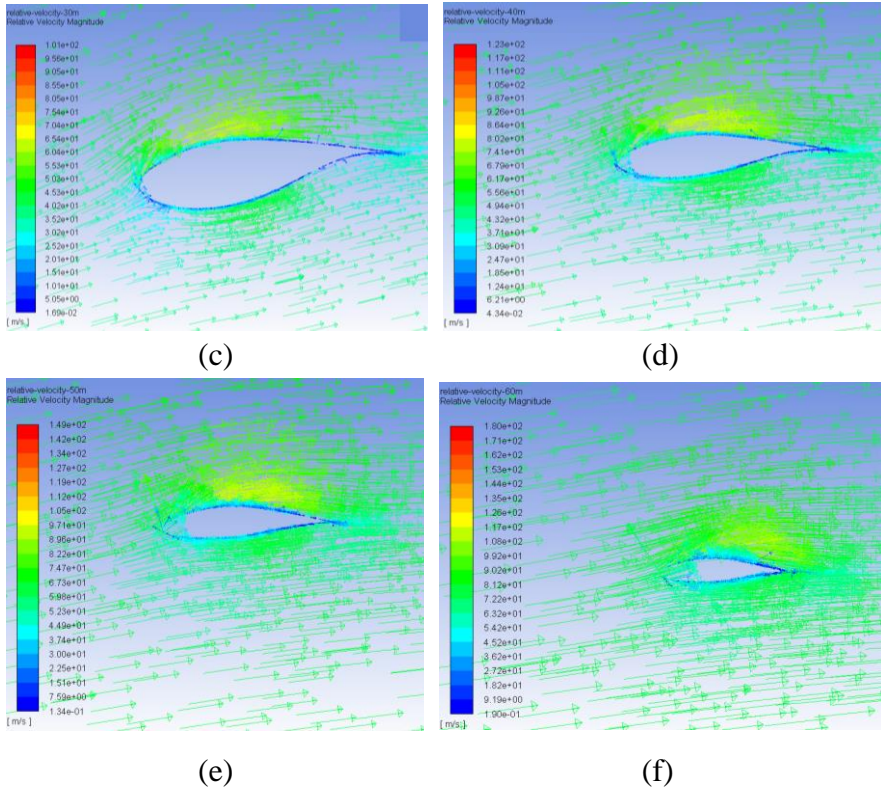 relative-velocity-30m
Relative Velocity Magnitude
1.01e+02
9.56e+01
9.05e+01
8.55e+01
8.05e+01
7.54e+01
7.04e+01
6.54e+01
6.04e+01
5.53e+01
5.03e+01
4.53e+01
4.02e+01
3.52e+01
3.02e+01
2.52e+01
2.01e+01
1.51e+01
1.01e+01
5.05e+00
1.69e-02
[ m/s ]
(c)
relative-velocity-40m
Relative Velocity Magnitude
1.23e+02
1.17e+02
1.11e+02
1.05e+02
9.87e+01
9.26e+01
8.64e+01
8.02e+01
7.41e+01
6.79e+01
6.17e+01
5.56e+01
4.94e+01
4.32e+01
3.71e+01
3.09e+01
2.47e+01
1.85e+01
1.24e+01
6.21e+00
4.34e-02
[ m/s ]
(d)
relative-velocity-50m
Relative Velocity Magnitude
1.49e+02
1.42e+02
1.34e+02
1.27e+02
1.19e+02
1.12e+02
1.05e+02
9.71e+01
8.96e+01
8.22e+01
7.47e+01
6.73e+01
5.98e+01
5.23e+01
4.49e+01
3.74e+01
3.00e+01
2.25e+01
1.51e+01
7.59e+00
1.34e-01
[ m/s ]
(e)
relative-velocity-60m
Relative Velocity Magnitude
1.80e+02
1.71e+02
1.62e+02
1.53e+02
1.44e+02
1.35e+02
1.26e+02
1.17e+02
1.08e+02
9.92e+01
9.02e+01
8.12e+01
7.22e+01
6.32e+01
5.42e+01
4.52e+01
3.62e+01
2.72e+01
1.82e+01
9.19e+00
1.90e-01
[ m/s ]
(f)